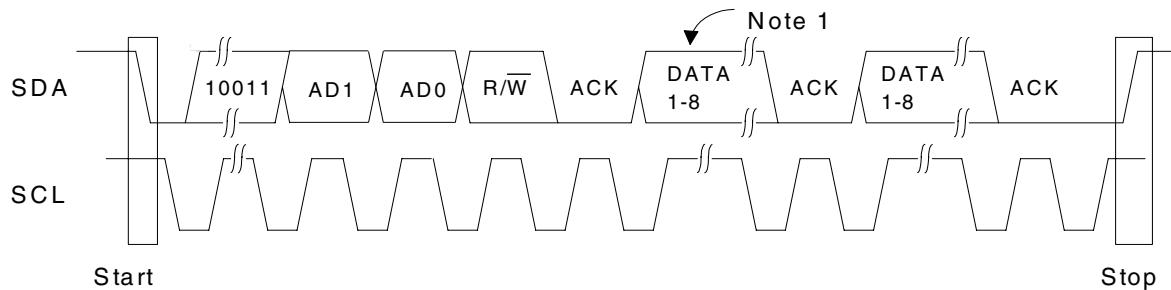 Note 1
SDA 10011 AD1 AD0 R/W̅ ACK DATA 1-8 ACK DATA 1-8 ACK
SCL
Start Stop